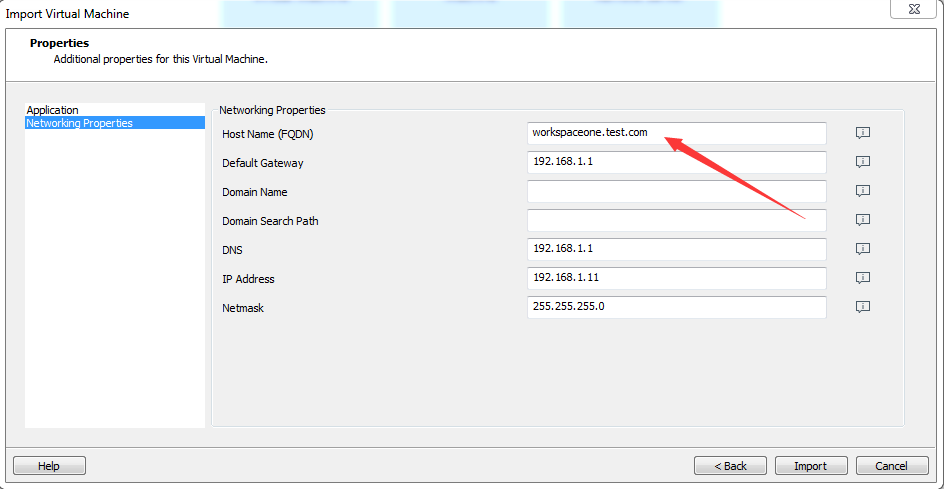 Import Virtual Machine
Properties
Additional properties for this Virtual Machine.
Application
Networking Properties
Networking Properties
Host Name (FQDN)
workspaceone.test.com
Default Gateway
192.168.1.1
Domain Name
Domain Search Path
DNS
192.168.1.1
IP Address
192.168.1.11
Netmask
255.255.255.0
Help
< Back
Import
Cancel